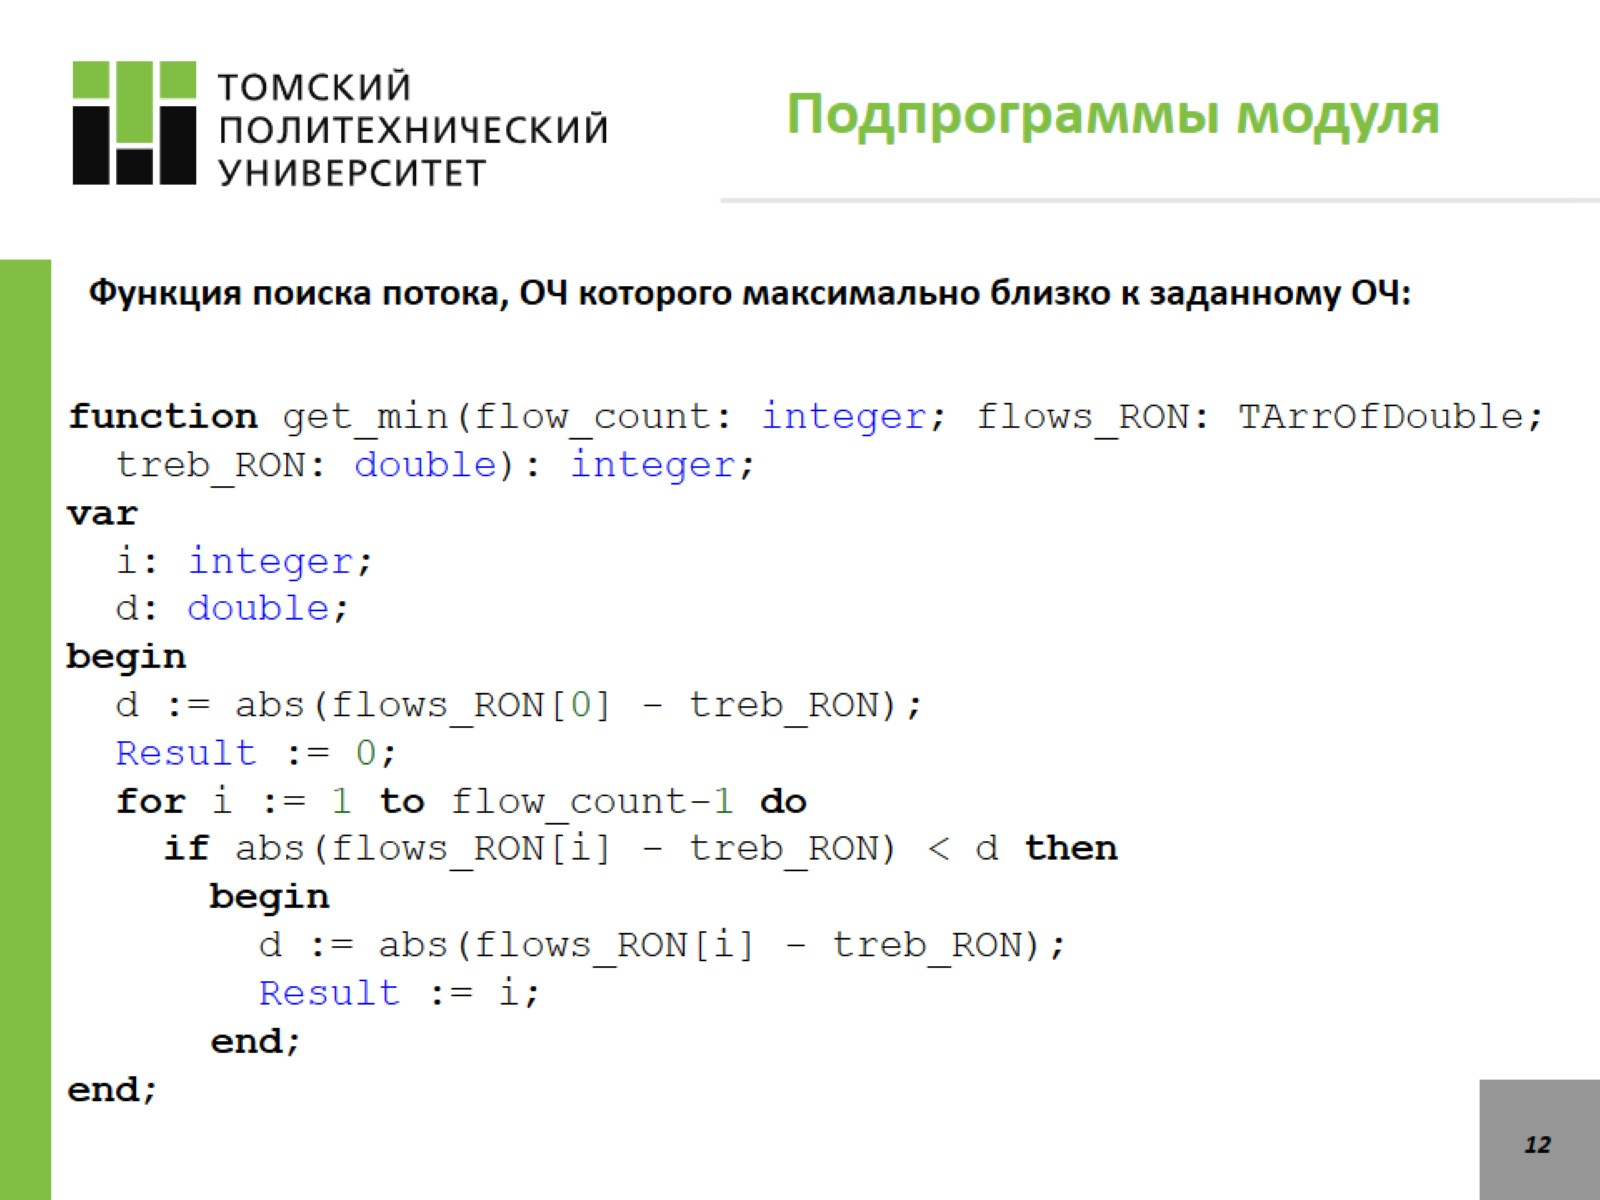 ТОМСКИЙ
ПОЛИТЕХНИЧЕСКИЙ
УНИВЕРСИТЕТ
Подпрограммы модуля
Функция поиска потока, ОЧ которого максимально близко к заданному ОЧ:
function get_min(flow_count: integer; flows_RON: TArrOfDouble;
treb_RON: double): integer;
var
i: integer;
d: double;
begin
d := abs(flows_RON[0] - treb_RON);
Result := 0;
for i := 1 to flow_count-1 do
if abs(flows_RON[i] - treb_RON) < d then
begin
d := abs(flows_RON[i] - treb_RON);
Result := i;
end;
end;
12